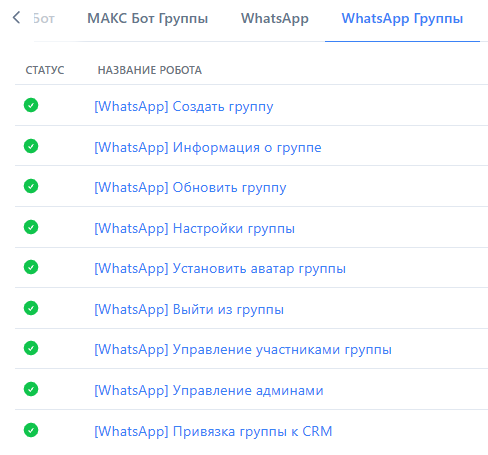 Бот МАКС Бот Группы WhatsApp WhatsApp Группы
СТАТУС НАЗВАНИЕ РОБОТА
[WhatsApp] Создать группу
[WhatsApp] Информация о группе
[WhatsApp] Обновить группу
[WhatsApp] Настройки группы
[WhatsApp] Установить аватар группы
[WhatsApp] Выйти из группы
[WhatsApp] Управление участниками группы
[WhatsApp] Управление админами
[WhatsApp] Привязка группы к CRM